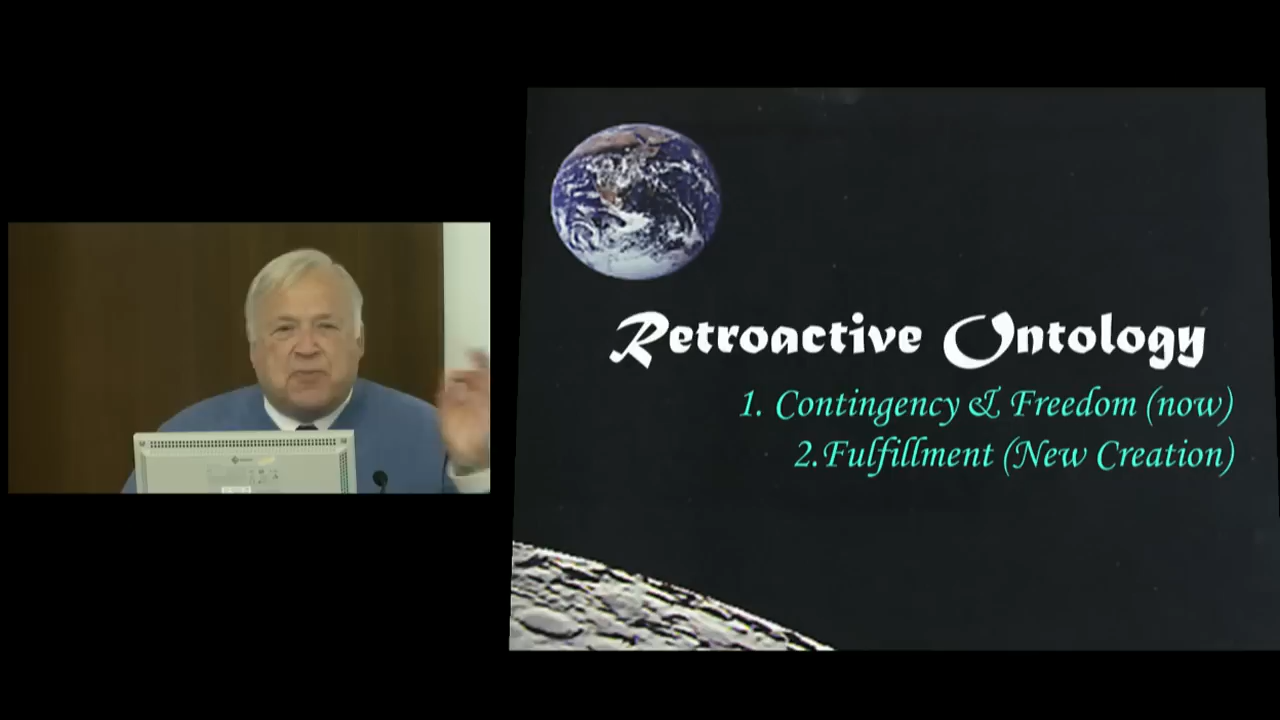 Retroactive Ontology
1. Contingency & Freedom (now)
2.Fulfillment (New Creation)